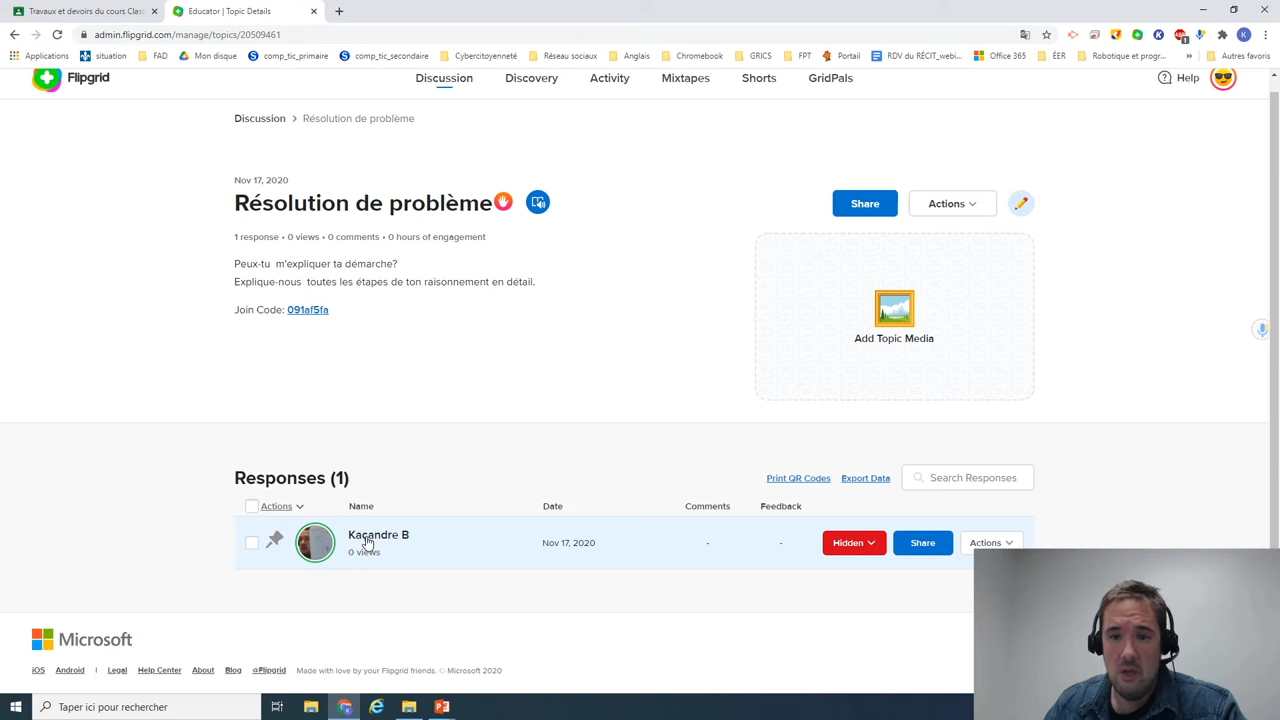 Travaux et devoirs du cours Class
Educator | Topic Details
admin.flipgrid.com/manage/topics/20509461
Applications
situation
FAD
Mon disque
comp_tic_primaire
comp_tic_secondaire
Cybercitoyenneté
Réseau sociaux
Anglais
Chromebook
GRICS
FPT
Portail
RDV du RÉCIT_webi...
Office 365
ÉER
Robotique et progr...
»
Autres favoris
Flipgrid
Discussion
Discovery
Activity
Mixtapes
Shorts
GridPals
Help
Discussion > Résolution de problème
Nov 17, 2020
Résolution de problème
Share
Actions
1 response • 0 views • 0 comments • 0 hours of engagement
Peux-tu m'expliquer ta démarche?
Explique-nous toutes les étapes de ton raisonnement en détail.
Join Code: 091af5fa
Add Topic Media
Responses (1)
Print QR Codes
Export Data
Search Responses
Actions
Name
Date
Comments
Feedback
Kacandre B
0 views
Nov 17, 2020
-
-
Hidden
Share
Actions
Microsoft
iOS
Android
|
Legal
Help Center
About
Blog
@Flipgrid
Made with love by your Flipgrid friends. © Microsoft 2020
Taper ici pour rechercher